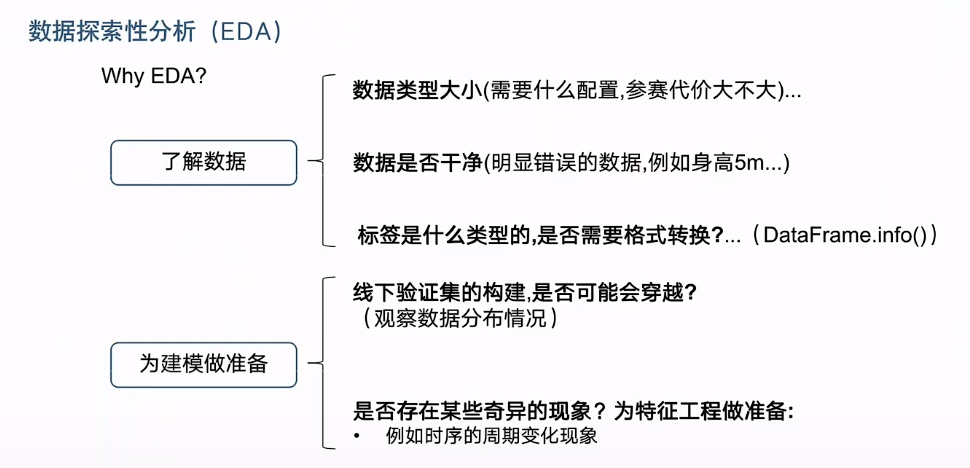 数据探索性分析（EDA）
Why EDA?
了解数据
数据类型大小(需要什么配置,参赛代价大不大)...
数据是否干净(明显错误的数据,例如身高5m...)
标签是什么类型的,是否需要格式转换?...（DataFrame.info()）
为建模做准备
线下验证集的构建,是否可能会穿越?
（观察数据分布情况）
是否存在某些奇异的现象？为特征工程做准备:
• 例如时序的周期变化现象